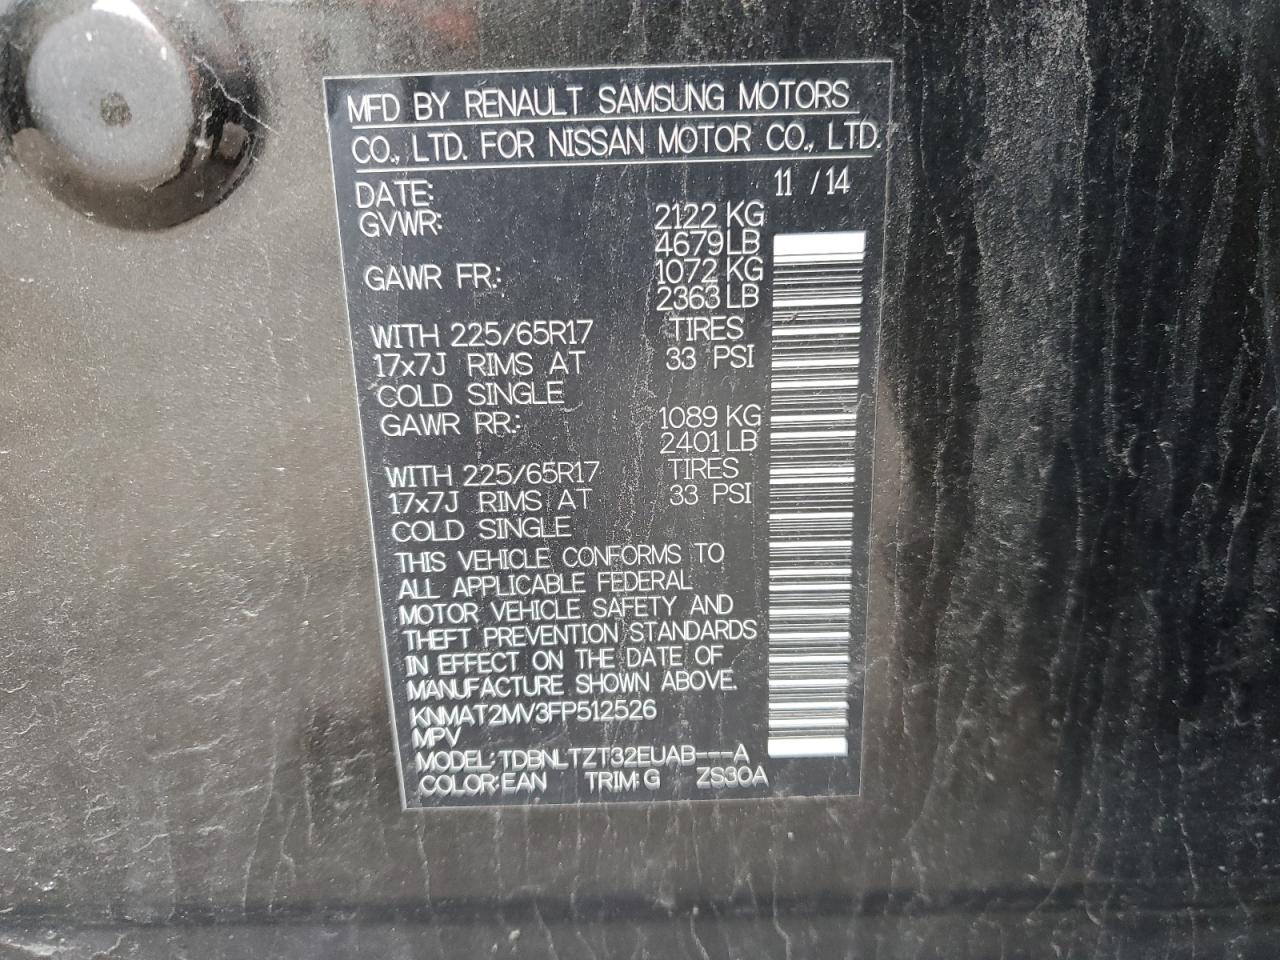 MFD BY RENAULT SAMSUNG MOTORS
CO., LTD. FOR NISSAN MOTOR CO., LTD.
DATE: 11 / 14
GVWR: 2122 KG
4679 LB
GAWR FR.: 1072 KG
2363 LB
WITH 225/65R17 TIRES
17x7J RIMS AT 33 PSI
COLD SINGLE
GAWR RR.: 1089 KG
2401 LB
WITH 225/65R17 TIRES
17x7J RIMS AT 33 PSI
COLD SINGLE
THIS VEHICLE CONFORMS TO
ALL APPLICABLE FEDERAL
MOTOR VEHICLE SAFETY AND
THEFT PREVENTION STANDARDS
IN EFFECT ON THE DATE OF
MANUFACTURE SHOWN ABOVE.
KNMAT2MV3FP512526
MPV
MODEL: TDBNLTZT32EUAB---A
COLOR: EAN TRIM: G ZS30A